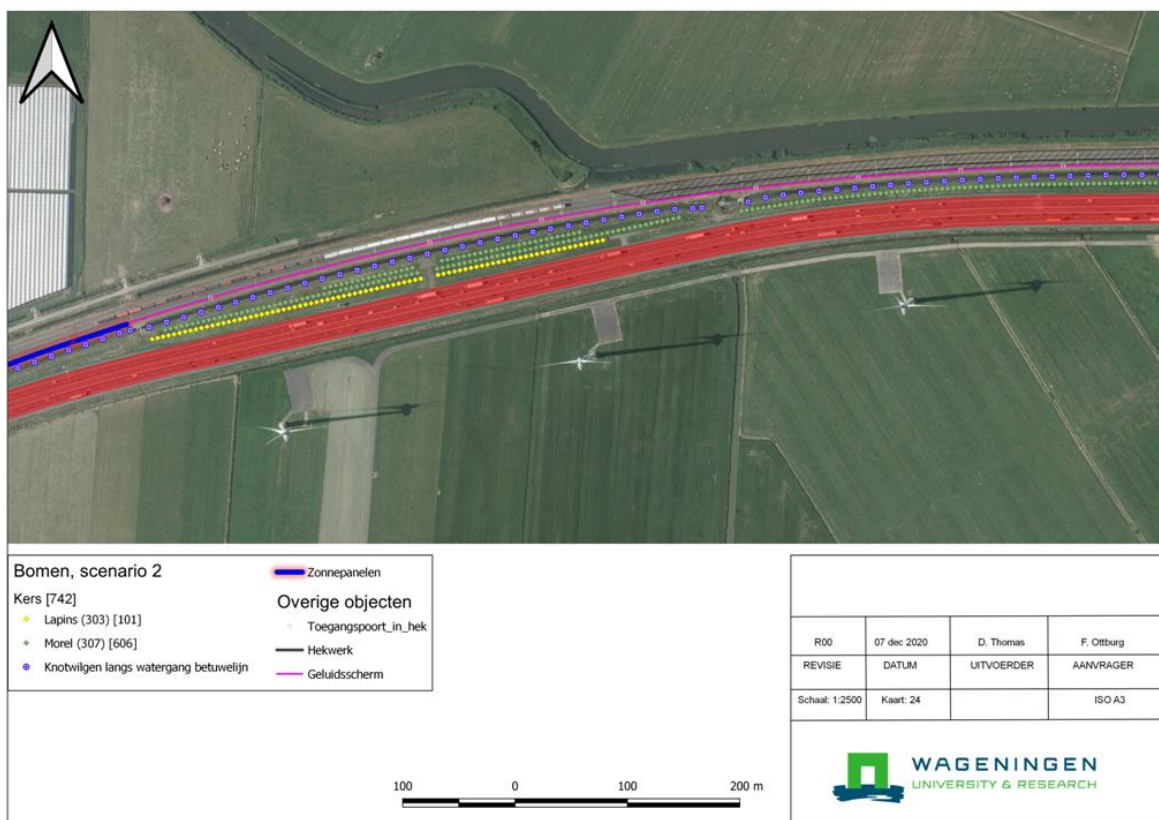 Bomen, scenario 2
Kers [742]
Lapins (303) [101]
Morel (307) [606]
Knotwilgen langs watergang betuwelijn
Zonnepanelen
Overige objecten
Toegangspoort_in_hek
Hekwerk
Geluidsscherm
100 0 100 200 m
R00 07 dec 2020 D. Thomas F. Ottburg
REVISIE DATUM UITVOERDER AANVRAGER
Schaal: 1:2500 Kaart: 24 ISO A3
WAGENINGEN
UNIVERSITY & RESEARCH